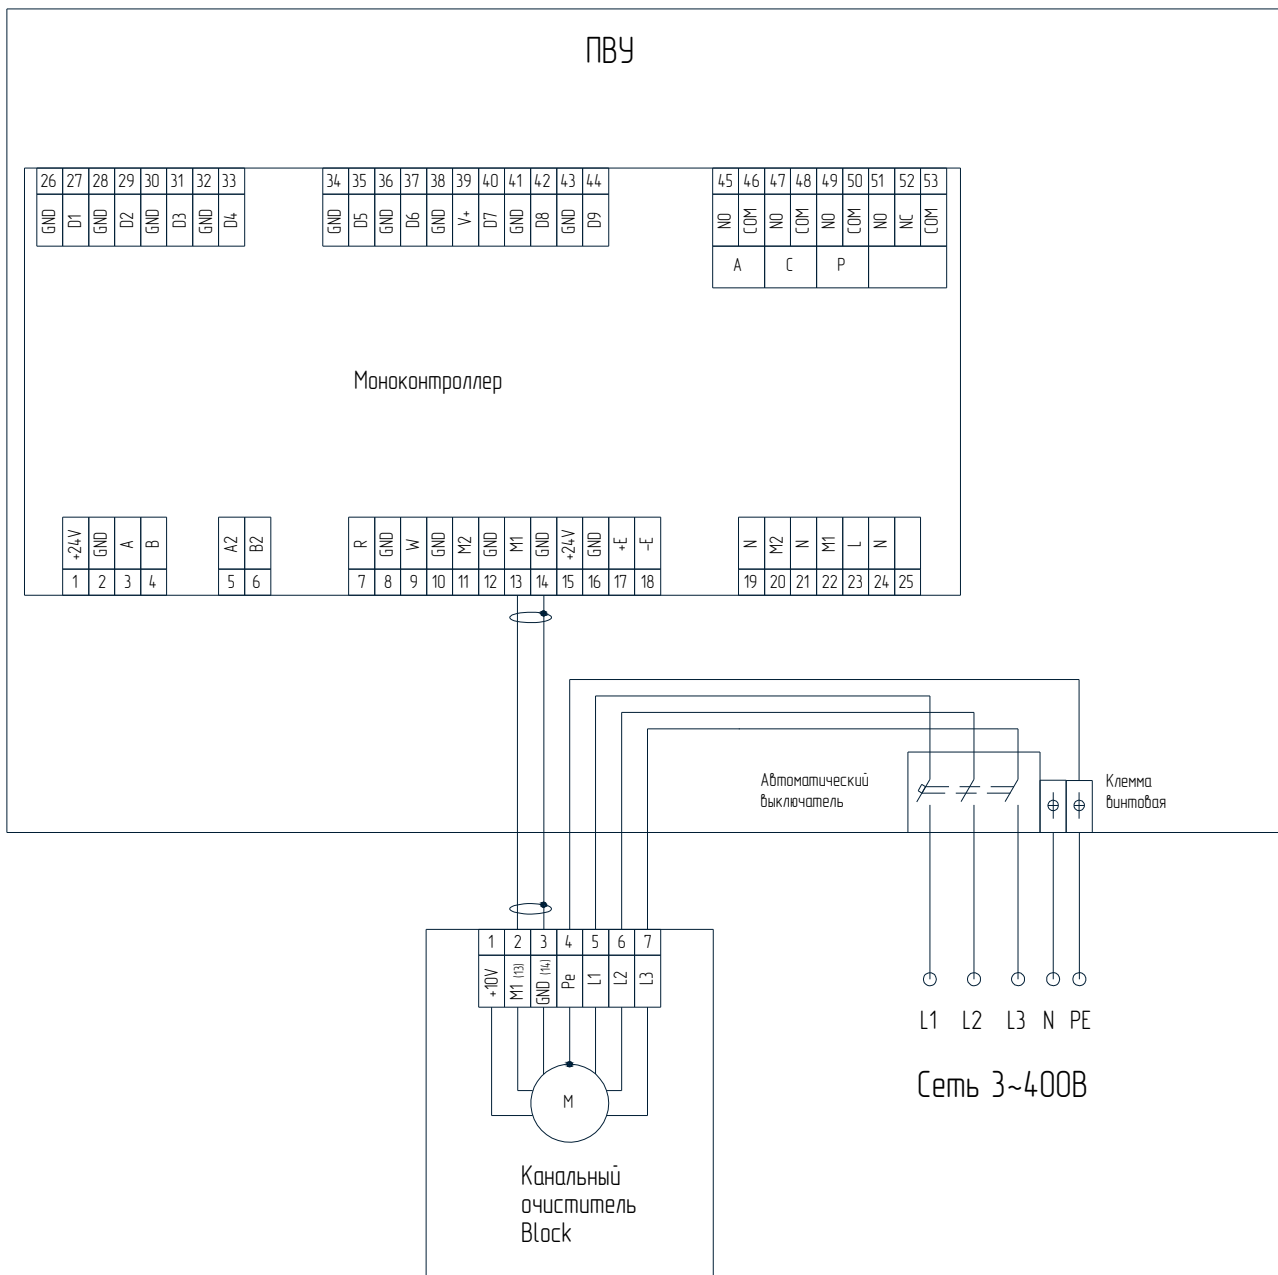 ПВУ
26 27 28 29 30 31 32 33 34 35 36 37 38 39 40 41 42 43 44 45 46 47 48 49 50 51 52 53
GND D1 GND D2 GND D3 GND D4 GND D5 GND D6 GND V+ D7 GND D8 GND D9 NO COM NO COM NO COM NO NC COM
A C P
Моноконтроллер
+24V GND A B A2 B2 R GND W GND M2 GND M1 GND +24V GND +E -E N M2 N M1 L N
1 2 3 4 5 6 7 8 9 10 11 12 13 14 15 16 17 18 19 20 21 22 23 24 25
Автоматический
выключатель
Клемма
винтовая
1 2 3 4 5 6 7
+10V M1 (13) GND (14) Pe L1 L2 L3
M
L1 L2 L3 N PE
Сеть 3~400В
Канальный
очиститель
Block